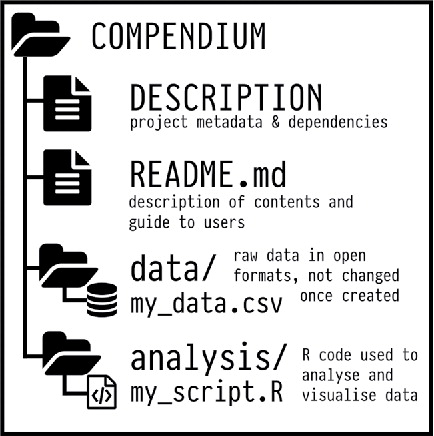 COMPENDIUM
DESCRIPTION
project metadata & dependencies
README.md
description of contents and
guide to users
data/
raw data in open
formats, not changed
once created
my_data.csv
analysis/
R code used to
analyse and
visualise data
my_script.R